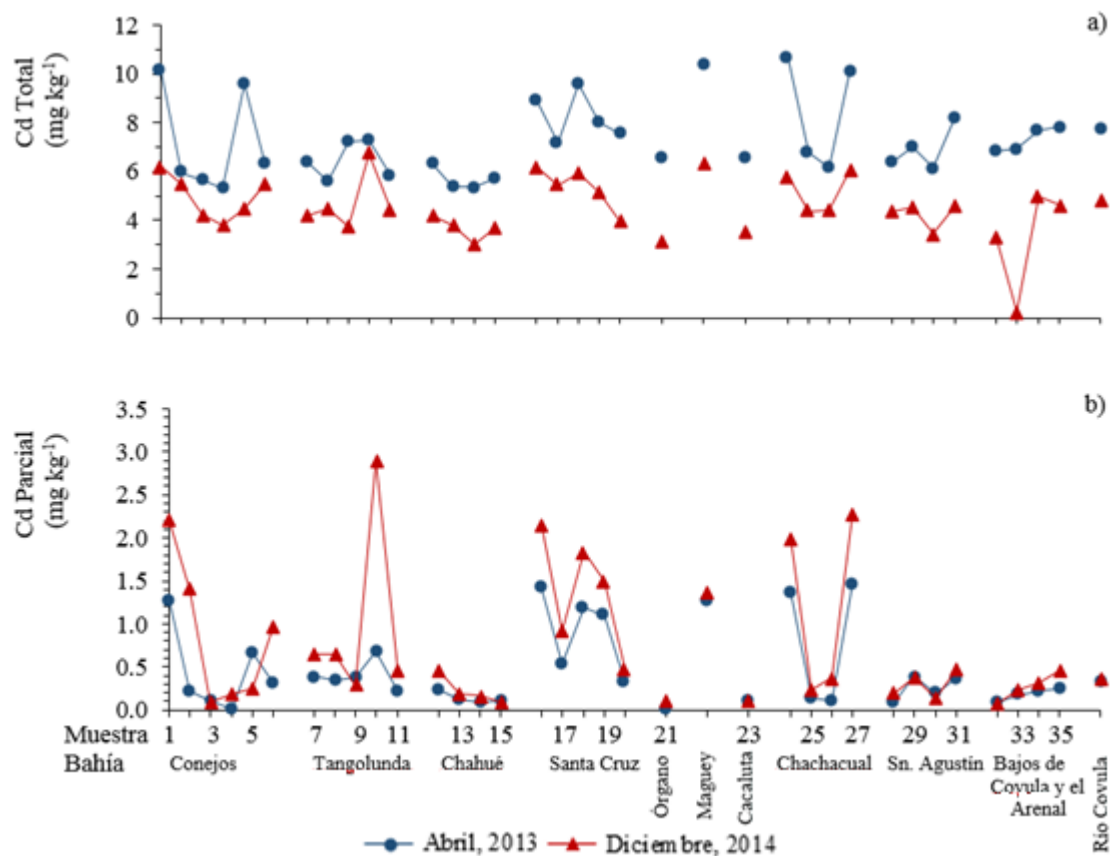 a)
Cd Total
(mg kg-1)
12
10
8
6
4
2
0
b)
Cd Parcial
(mg kg-1)
3.5
3.0
2.5
2.0
1.5
1.0
0.5
0.0
Muestra 1 3 5 7 9 11 13 15 17 19 21 23 25 27 29 31 33 35
Bahía Conejos Tangolunda Chahué Santa Cruz Órgano Maguey Cacaluta Chachacual Sn. Agustín Bajos de
Coyula y el
Arenal
Río Coyula
Abril, 2013 Diciembre, 2014